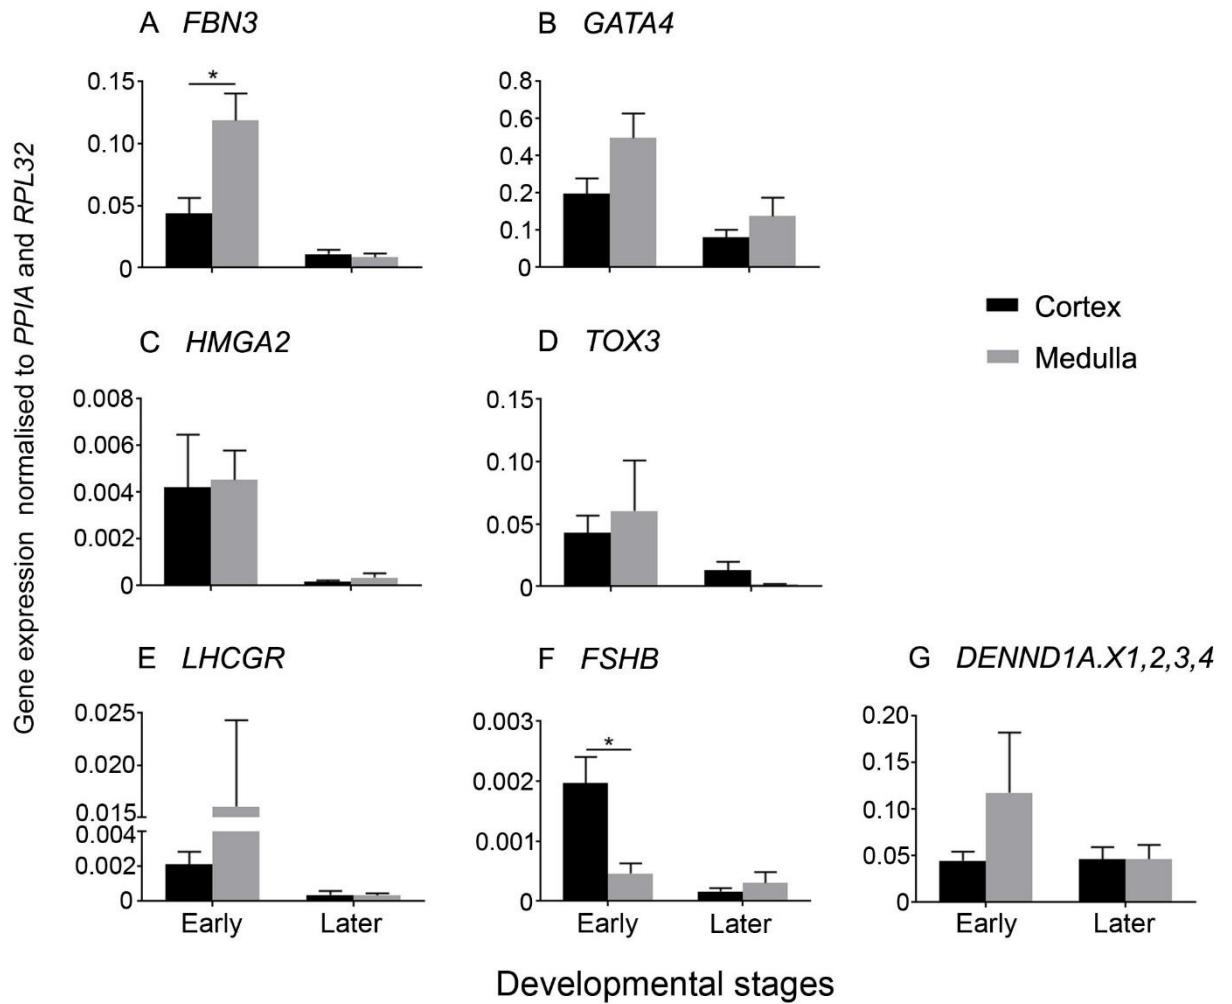 A FBN3
B GATA4
Gene expression normalised to PPIA and RPL32
0.15
0.10
0.05
0
*
0.8
0.6
0.4
0.2
0.1
0
Cortex
Medulla
C HMGA2
D TOX3
0.008
0.006
0.004
0.002
0
0.15
0.10
0.05
0
E LHCGR
F FSHB
G DENND1A.X1,2,3,4
0.025
0.020
0.015
0.004
0.002
0
Early
Later
0.003
0.002
0.001
0
*
Early
Later
0.20
0.15
0.10
0.05
0
Early
Later
Developmental stages